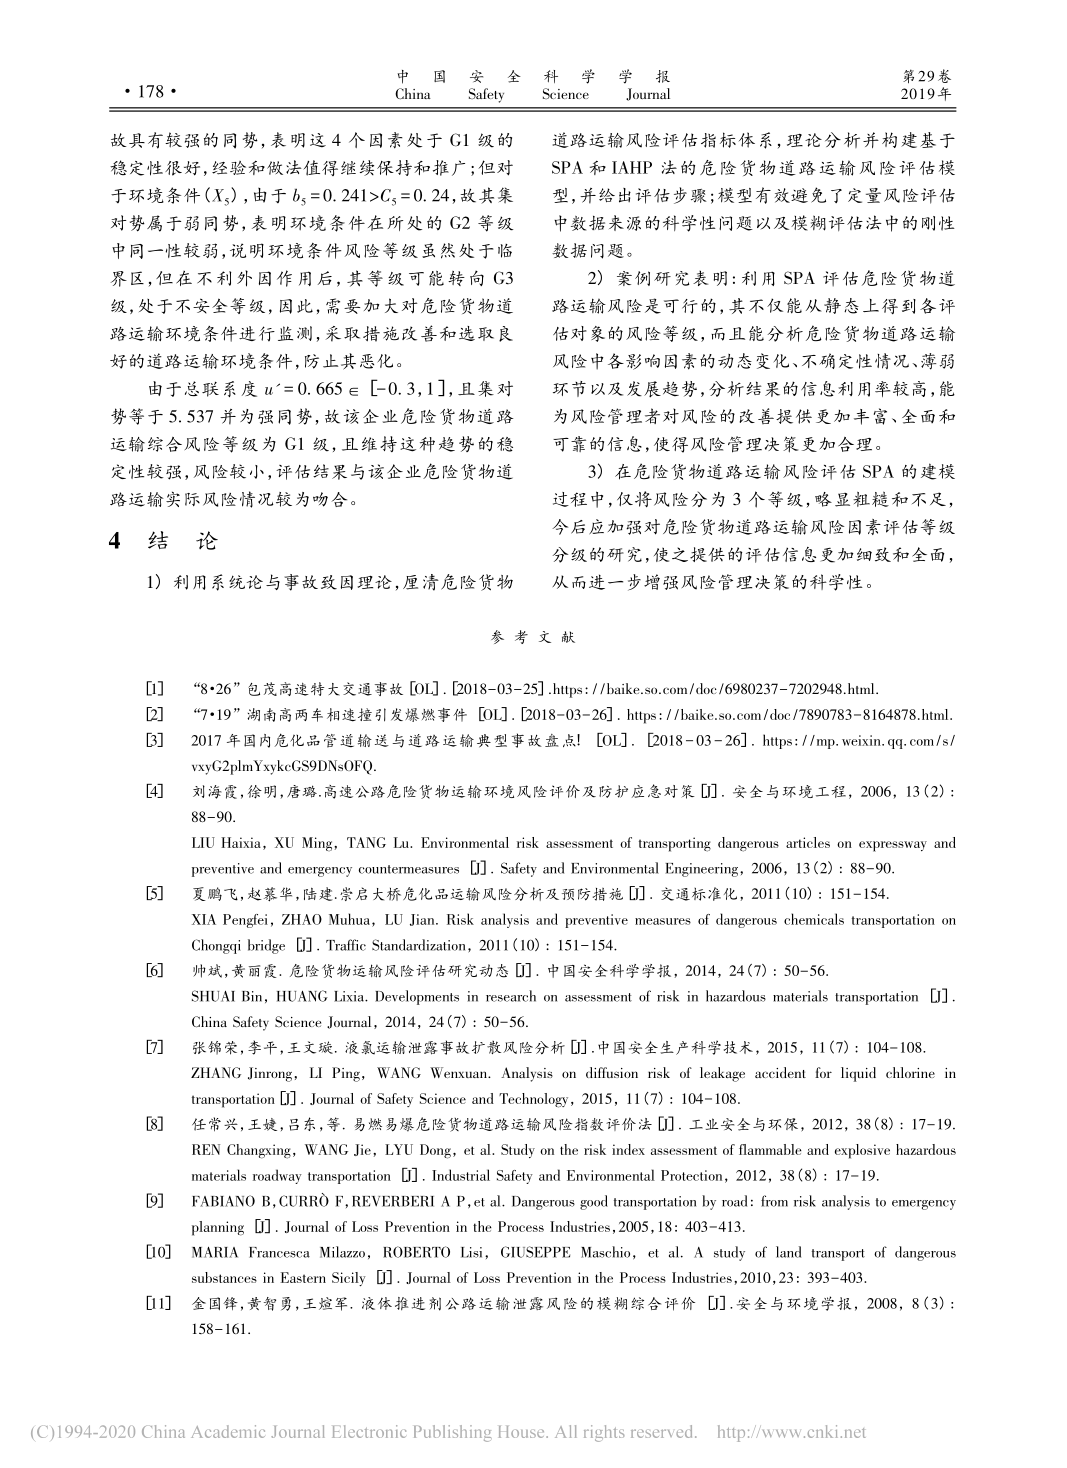 · 178 ·
中国安全科学学报
China Safety Science Journal
第29卷
2019年
故具有较强的同势,表明这 4 个因素处于 G1 级的
稳定性很好,经验和做法值得继续保持和推广;但对
于环境条件(X₅),由于 b₅=0.241>C₅=0.24,故其集
对势属于弱同势,表明环境条件在所处的 G2 等级
中同一性较弱,说明环境条件风险等级虽然处于临
界区,但在不利外因作用后,其等级可能转向 G3
级,处于不安全等级,因此,需要加大对危险货物道
路运输环境条件进行监测,采取措施改善和选取良
好的道路运输环境条件,防止其恶化。
由于总联系度 u´=0.665∈[-0.3,1],且集对
势等于 5.537 并为强同势,故该企业危险货物道路
运输综合风险等级为 G1 级,且维持这种趋势的稳
定性较强,风险较小,评估结果与该企业危险货物道
路运输实际风险情况较为吻合。
4 结 论
1) 利用系统论与事故致因理论,厘清危险货物
道路运输风险评估指标体系,理论分析并构建基于
SPA 和 IAHP 法的危险货物道路运输风险评估模
型,并给出评估步骤;模型有效避免了定量风险评估
中数据来源的科学性问题以及模糊评估法中的刚性
数据问题。
2) 案例研究表明:利用 SPA 评估危险货物道
路运输风险是可行的,其不仅能从静态上得到各评
估对象的风险等级,而且能分析危险货物道路运输
风险中各影响因素的动态变化、不确定性情况、薄弱
环节以及发展趋势,分析结果的信息利用率较高,能
为风险管理者对风险的改善提供更加丰富、全面和
可靠的信息,使得风险管理决策更加合理。
3) 在危险货物道路运输风险评估 SPA 的建模
过程中,仅将风险分为 3 个等级,略显粗糙和不足,
今后应加强对危险货物道路运输风险因素评估等级
分级的研究,使之提供的评估信息更加细致和全面,
从而进一步增强风险管理决策的科学性。
参 考 文 献
[1] “8·26”包茂高速特大交通事故[OL].[2018-03-25].https://baike.so.com/doc/6980237-7202948.html.
[2] “7·19”湖南高两车相速撞引发爆燃事件 [OL].[2018-03-26]. https://baike.so.com/doc/7890783-8164878.html.
[3] 2017 年国内危化品管道输送与道路运输典型事故盘点! [OL]. [2018-03-26]. https://mp.weixin.qq.com/s/
vxyG2plmYxykcGS9DNsOFQ.
[4] 刘海霞,徐明,唐璐.高速公路危险货物运输环境风险评价及防护应急对策[J]. 安全与环境工程, 2006, 13(2):
88-90.
LIU Haixia, XU Ming, TANG Lu. Environmental risk assessment of transporting dangerous articles on expressway and
preventive and emergency countermeasures [J]. Safety and Environmental Engineering, 2006, 13(2): 88-90.
[5] 夏鹏飞,赵慕华,陆建.崇启大桥危化品运输风险分析及预防措施[J]. 交通标准化, 2011(10): 151-154.
XIA Pengfei, ZHAO Muhua, LU Jian. Risk analysis and preventive measures of dangerous chemicals transportation on
Chongqi bridge [J]. Traffic Standardization, 2011(10): 151-154.
[6] 帅斌,黄丽霞. 危险货物运输风险评估研究动态[J]. 中国安全科学学报, 2014, 24(7): 50-56.
SHUAI Bin, HUANG Lixia. Developments in research on assessment of risk in hazardous materials transportation [J].
China Safety Science Journal, 2014, 24(7): 50-56.
[7] 张锦荣,李平,王文璇. 液氯运输泄露事故扩散风险分析[J].中国安全生产科学技术, 2015, 11(7): 104-108.
ZHANG Jinrong, LI Ping, WANG Wenxuan. Analysis on diffusion risk of leakage accident for liquid chlorine in
transportation[J]. Journal of Safety Science and Technology, 2015, 11(7): 104-108.
[8] 任常兴,王婕,吕东,等. 易燃易爆危险货物道路运输风险指数评价法[J]. 工业安全与环保, 2012, 38(8): 17-19.
REN Changxing, WANG Jie, LYU Dong, et al. Study on the risk index assessment of flammable and explosive hazardous
materials roadway transportation [J]. Industrial Safety and Environmental Protection, 2012, 38(8): 17-19.
[9] FABIANO B,CURRÒ F,REVERBERI A P,et al. Dangerous good transportation by road: from risk analysis to emergency
planning [J]. Journal of Loss Prevention in the Process Industries,2005,18: 403-413.
[10] MARIA Francesca Milazzo, ROBERTO Lisi, GIUSEPPE Maschio, et al. A study of land transport of dangerous
substances in Eastern Sicily [J]. Journal of Loss Prevention in the Process Industries,2010,23: 393-403.
[11] 金国锋,黄智勇,王煊军. 液体推进剂公路运输泄露风险的模糊综合评价 [J].安全与环境学报, 2008, 8(3):
158-161.
(C)1994-2020 China Academic Journal Electronic Publishing House. All rights reserved. http://www.cnki.net